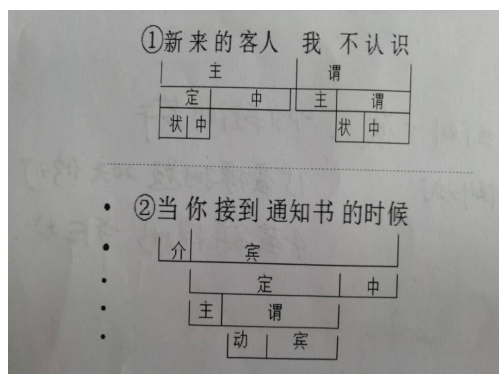 ①新来的客人 我 不认识
主 谓
定 中 主 谓
状 中 状 中
②当你接到通知书的时候
介 宾
定 中
主 谓
动 宾